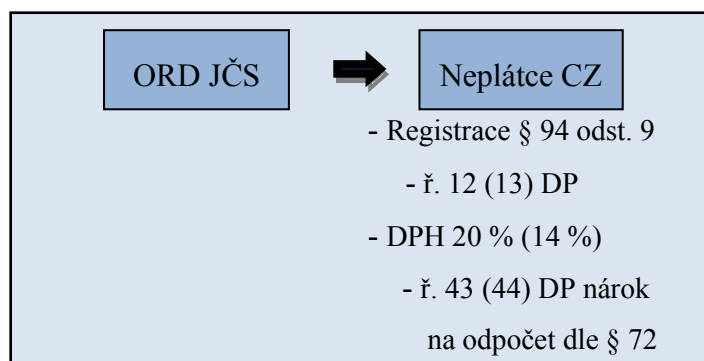 ORD JČS
Neplátce CZ
- Registrace § 94 odst. 9
- ř. 12 (13) DP
- DPH 20 % (14 %)
- ř. 43 (44) DP nárok
na odpočet dle § 72